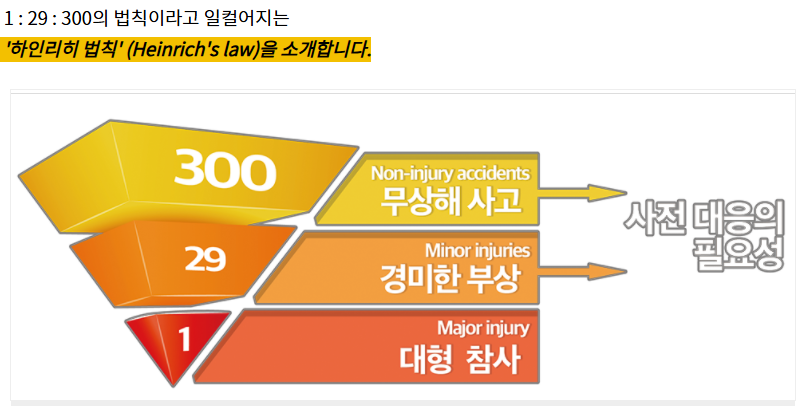 1 : 29 : 300의 법칙이라고 일컬어지는
'하인리히 법칙' (Heinrich's law)을 소개합니다.
300
Non-injury accidents
무상해 사고
사전 대응의
필요성
29
Minor injuries
경미한 부상
1
Major injury
대형 참사